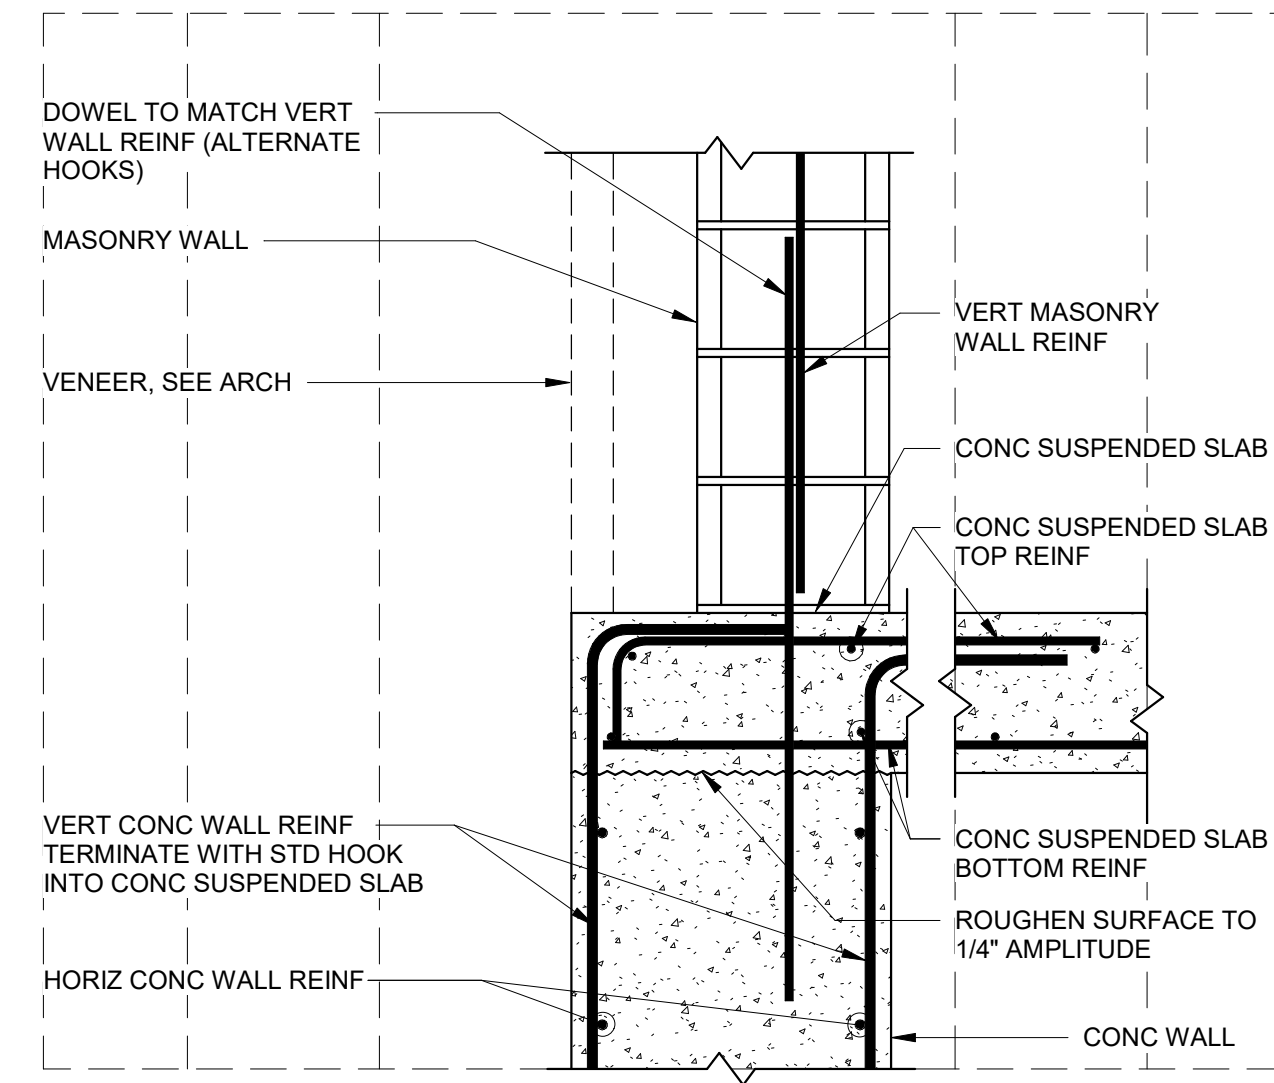 DOWEL TO MATCH VERT
WALL REINF (ALTERNATE
HOOKS)
MASONRY WALL
VENEER, SEE ARCH
VERT CONC WALL REINF
TERMINATE WITH STD HOOK
INTO CONC SUSPENDED SLAB
HORIZ CONC WALL REINF
VERT MASONRY
WALL REINF
CONC SUSPENDED SLAB
CONC SUSPENDED SLAB
TOP REINF
CONC SUSPENDED SLAB
BOTTOM REINF
ROUGHEN SURFACE TO
1/4" AMPLITUDE
CONC WALL